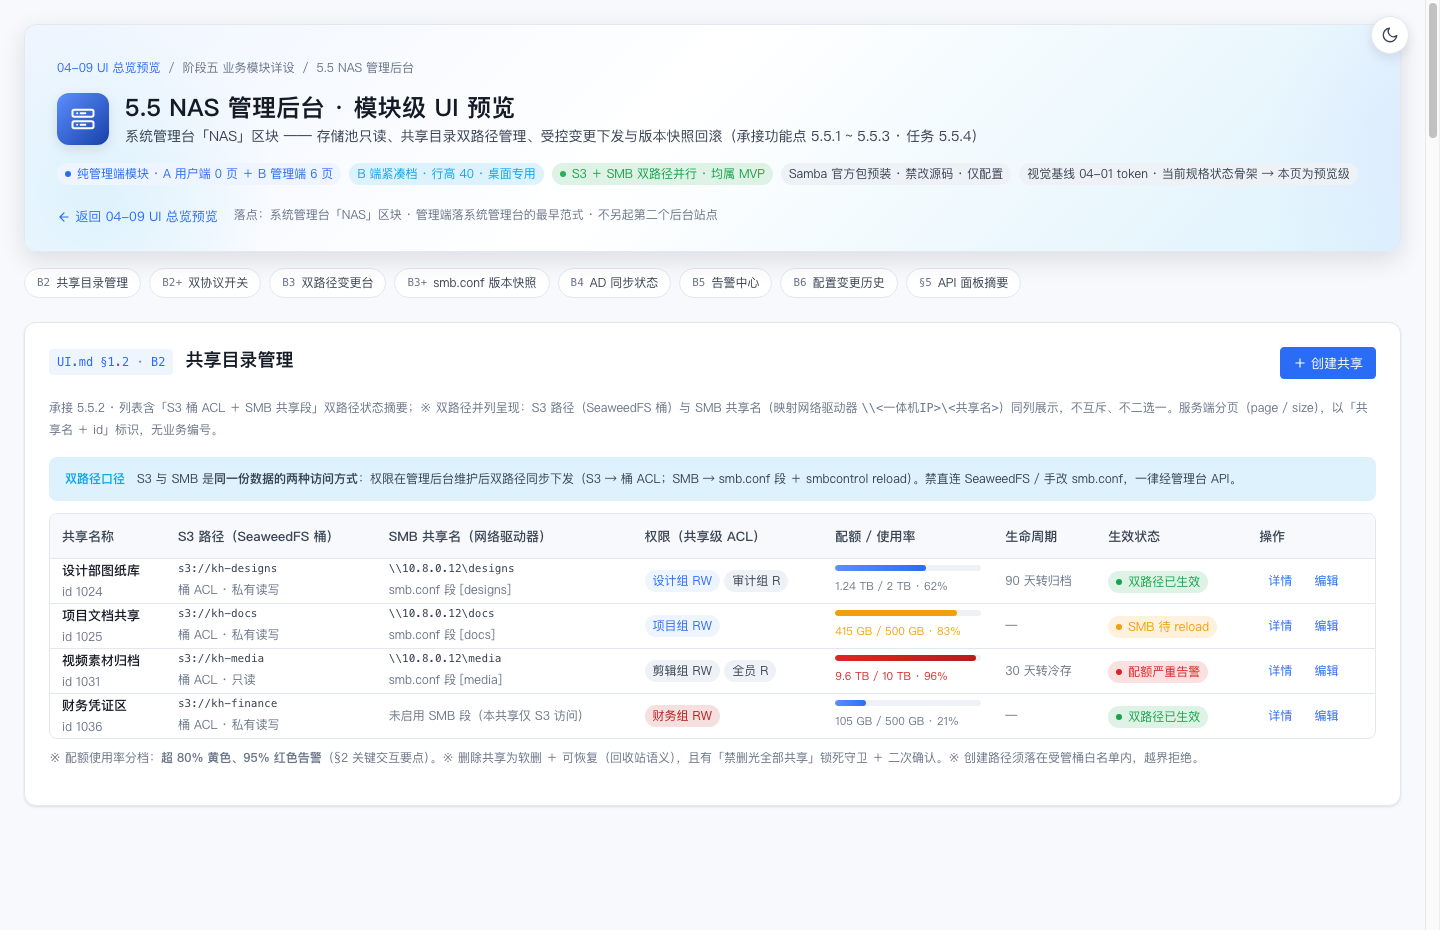 04–09 UI 总览预览 / 阶段五 业务模块详设 / 5.5 NAS 管理后台
5.5 NAS 管理后台 · 模块级 UI 预览
系统管理台「NAS」区块 —— 存储池只读、共享目录双路径管理、受控变更下发与版本快照回滚（承接功能点 5.5.1 ~ 5.5.3 · 任务 5.5.4）
纯管理端模块 · A 用户端 0 页 ＋ B 管理端 6 页 B 端紧凑档 · 行高 40 · 桌面专用 S3 ＋ SMB 双路径并行 · 均属 MVP Samba 官方包预装 · 禁改源码 · 仅配置 视觉基线 04–01 token · 当前规格状态骨架 → 本页为预览级
← 返回 04–09 UI 总览预览 落点：系统管理台「NAS」区块 · 管理端落系统管理台的最早范式 · 不另起第二个后台站点
B2 共享目录管理 B2+ 双协议开关 B3 双路径变更台 B3+ smb.conf 版本快照 B4 AD 同步状态 B5 告警中心 B6 配置变更历史 §5 API 面板摘要
UI.md §1.2 · B2 共享目录管理 ＋ 创建共享
承接 5.5.2 · 列表含「S3 桶 ACL ＋ SMB 共享段」双路径状态摘要；※ 双路径并列呈现：S3 路径（SeaweedFS 桶）与 SMB 共享名（映射网络驱动器 \\<一体机IP>\<共享名>）同列展示，不互斥、不二选一。服务端分页（page / size），以「共
享名 ＋ id」标识，无业务编号。
双路径口径 S3 与 SMB 是同一份数据的两种访问方式：权限在管理后台维护后双路径同步下发（S3 → 桶 ACL；SMB → smb.conf 段 ＋ smbcontrol reload）。禁直连 SeaweedFS / 手改 smb.conf，一律经管理台 API。
共享名称 S3 路径（SeaweedFS 桶） SMB 共享名（网络驱动器） 权限（共享级 ACL） 配额 / 使用率 生命周期 生效状态 操作
设计部图纸库 s3://kh-designs \\10.8.0.12\designs
设计组 RW 审计组 R 90 天转归档 双路径已生效 详情 编辑
id 1024 桶 ACL · 私有读写 smb.conf 段 [designs] 1.24 TB / 2 TB · 62%
项目文档共享 s3://kh-docs \\10.8.0.12\docs
项目组 RW — SMB 待 reload 详情 编辑
id 1025 桶 ACL · 私有读写 smb.conf 段 [docs] 415 GB / 500 GB · 83%
视频素材归档 s3://kh-media \\10.8.0.12\media
剪辑组 RW 全员 R 30 天转冷存 配额严重告警 详情 编辑
id 1031 桶 ACL · 只读 smb.conf 段 [media] 9.6 TB / 10 TB · 96%
财务凭证区 s3://kh-finance
未启用 SMB 段（本共享仅 S3 访问） 财务组 RW — 双路径已生效 详情 编辑
id 1036 桶 ACL · 私有读写 105 GB / 500 GB · 21%
※ 配额使用率分档：超 80% 黄色、95% 红色告警（§2 关键交互要点）。※ 删除共享为软删 ＋ 可恢复（回收站语义），且有「禁删光全部共享」锁死守卫 ＋ 二次确认。※ 创建路径须落在受管桶白名单内，越界拒绝。